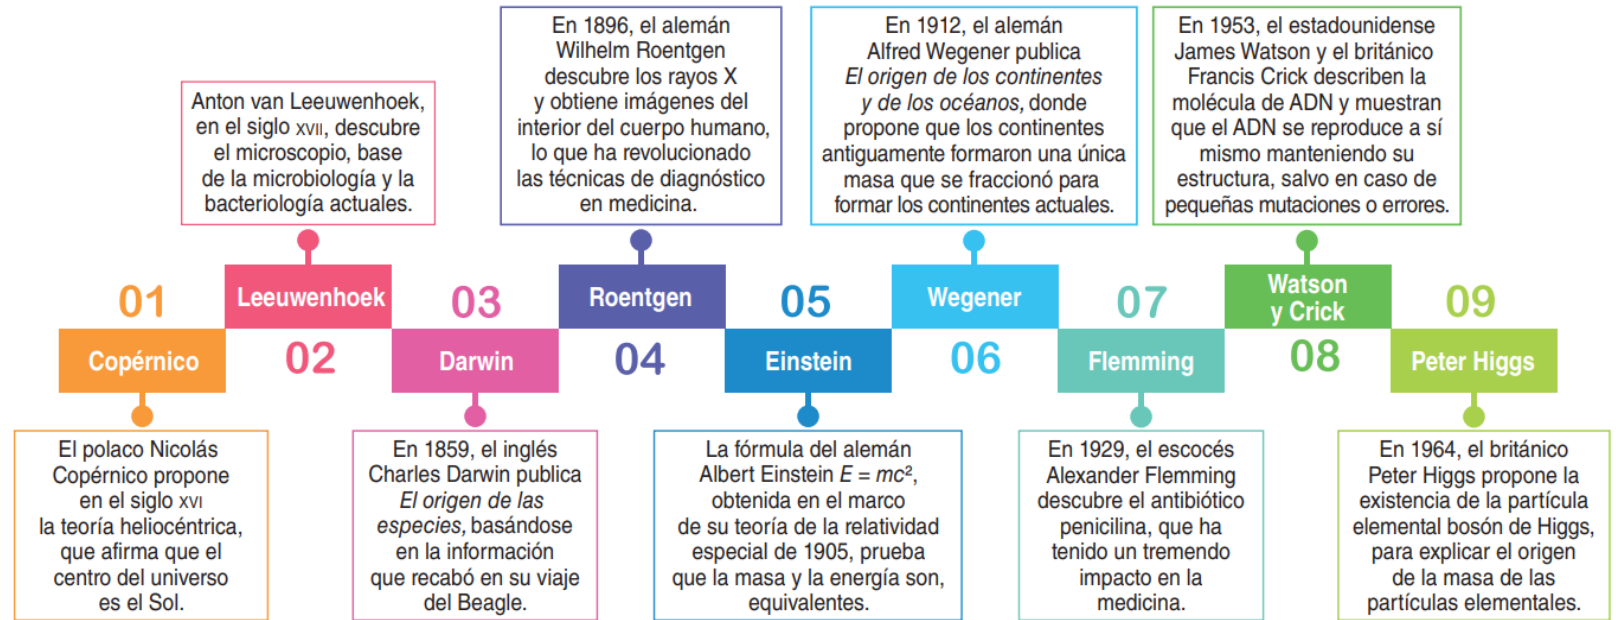 01
Copérnico
El polaco Nicolás
Copérnico propone
en el siglo XVI
la teoría heliocéntrica,
que afirma que el
centro del universo
es el Sol.
Anton van Leeuwenhoek,
en el siglo XVII, descubre
el microscopio, base
de la microbiología y la
bacteriología actuales.
Leeuwenhoek
02
03
Darwin
En 1859, el inglés
Charles Darwin publica
El origen de las
especies, basándose
en la información
que recabó en su viaje
del Beagle.
En 1896, el alemán
Wilhelm Roentgen
descubre los rayos X
y obtiene imágenes del
interior del cuerpo humano,
lo que ha revolucionado
las técnicas de diagnóstico
en medicina.
Roentgen
04
05
Einstein
La fórmula del alemán
Albert Einstein E = mc²,
obtenida en el marco
de su teoría de la relatividad
especial de 1905, prueba
que la masa y la energía son,
equivalentes.
En 1912, el alemán
Alfred Wegener publica
El origen de los continentes
y de los océanos, donde
propone que los continentes
antiguamente formaron una única
masa que se fraccionó para
formar los continentes actuales.
Wegener
06
07
Flemming
En 1929, el escocés
Alexander Flemming
descubre el antibiótico
penicilina, que ha
tenido un tremendo
impacto en la
medicina.
En 1953, el estadounidense
James Watson y el británico
Francis Crick describen la
molécula de ADN y muestran
que el ADN se reproduce a sí
mismo manteniendo su
estructura, salvo en caso de
pequeñas mutaciones o errores.
Watson
y Crick
08
09
Peter Higgs
En 1964, el británico
Peter Higgs propone la
existencia de la partícula
elemental bosón de Higgs,
para explicar el origen
de la masa de las
partículas elementales.